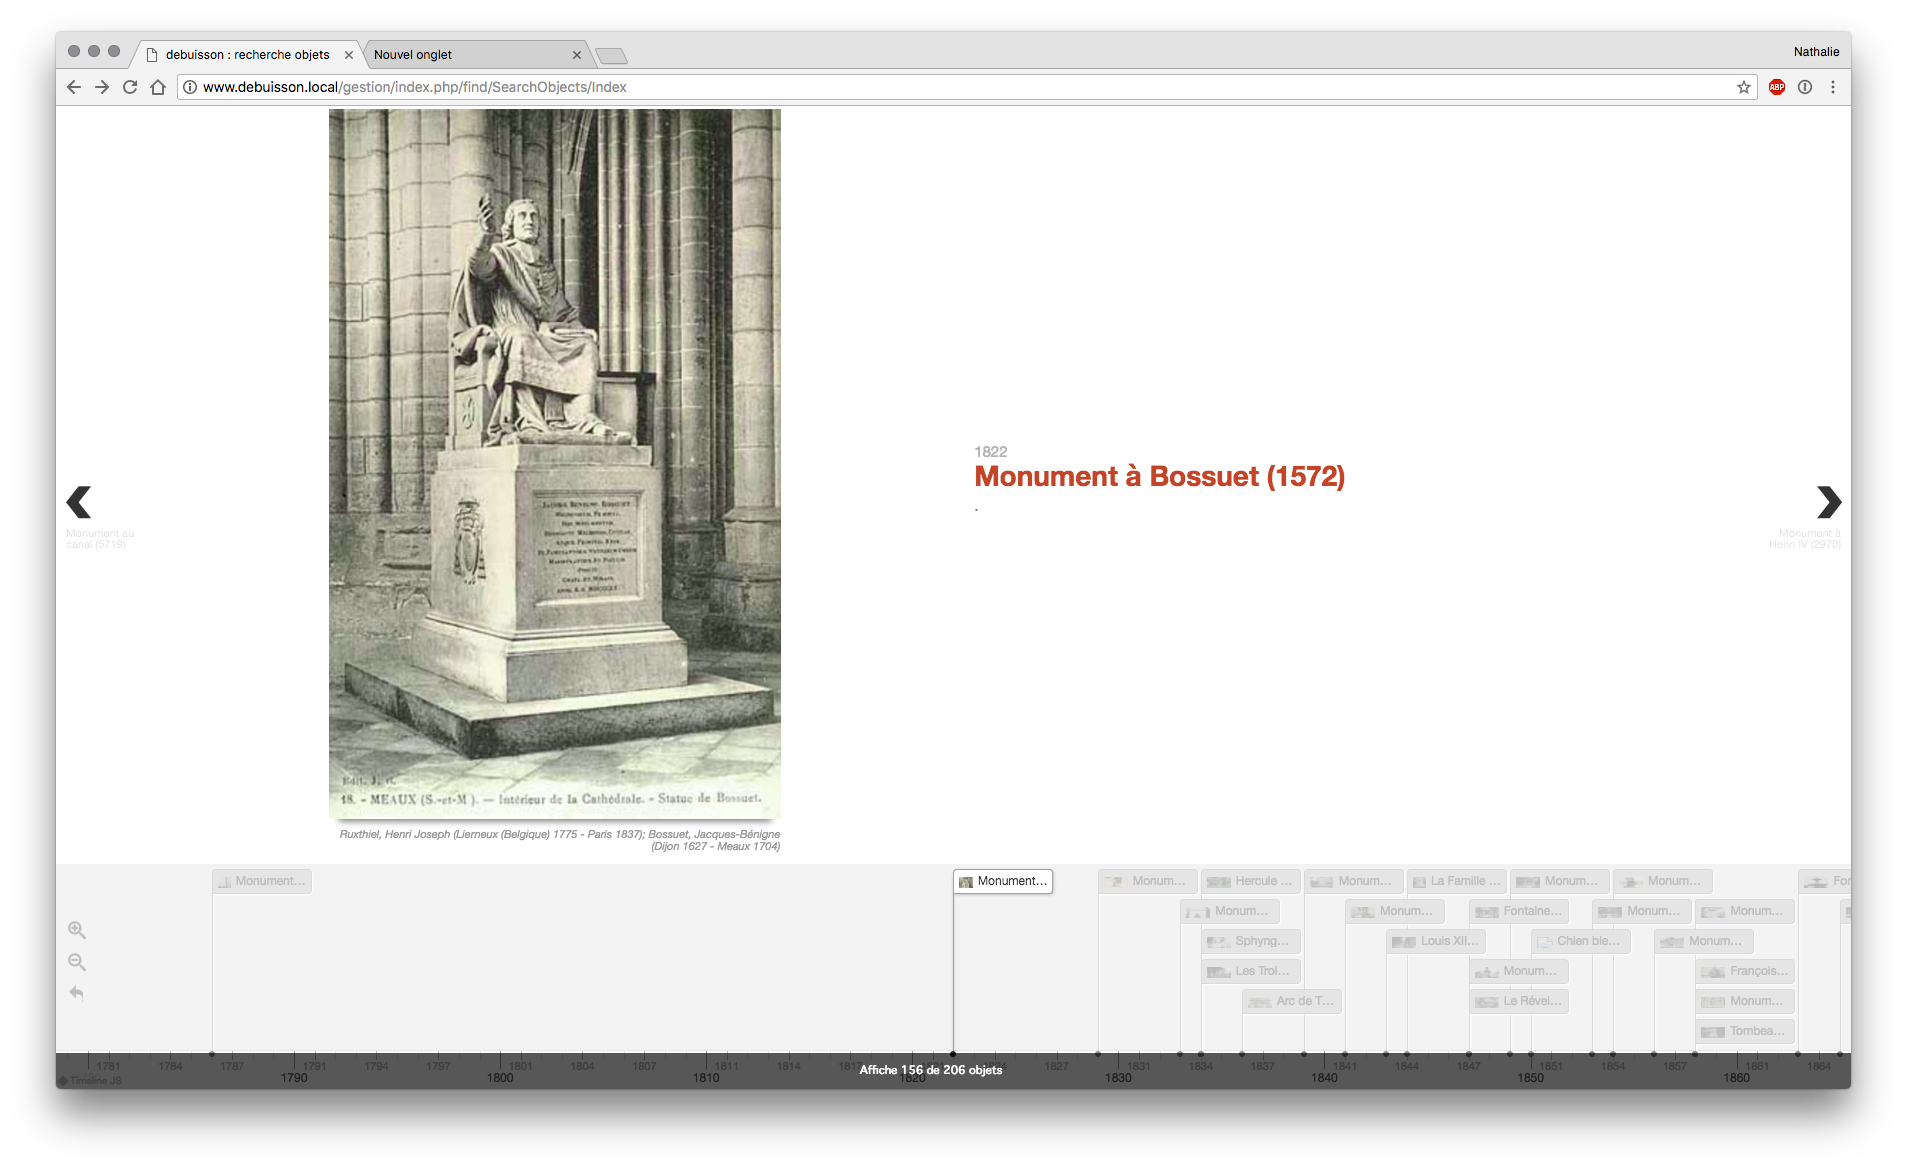 debuisson : recherche objets
Nouvel onglet
Nathalie
www.debuisson.local/gestion/index.php/find/SearchObjects/Index
ABP
18. - MEAUX (S.-et-M). — Intérieur de la Cathédrale. - Statue de Bossuet.
Ruxthiel, Henri Joseph (Lierneux (Belgique) 1775 - Paris 1837); Bossuet, Jacques-Bénigne
(Dijon 1627 - Meaux 1704)
1822
Monument à Bossuet (1572)
.
Monument au
canal (5719)
Monument à
Henri IV (2970)
Monument... Monument... Monum... Hercule ... Monum... La Famille ... Monum... Monum... For
Monum... Monum... Fontaine... Monum... Monum...
Sphyng... Louis XII... Chien ble... Monum...
Les Troi... Monum... François...
Arc de T... Le Révei... Monum...
Tombea...
1781 1784 1787 1791 1794 1797 1801 1804 1807 1811 1814 1827 1831 1834 1837 1841 1844 1847 1851 1854 1857 1861 1864
Affiche 156 de 206 objets
1790 1800 1810 1820 1830 1840 1850 1860
Timeline JS